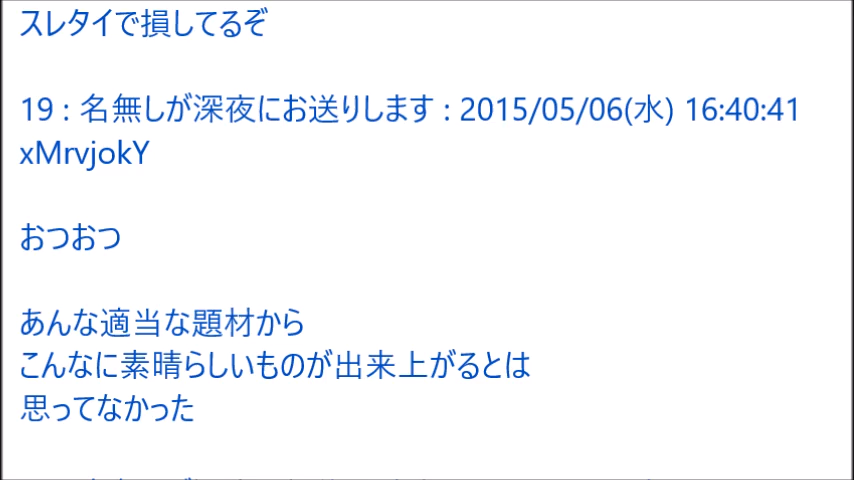 スレタイで損してるぞ
19 : 名無しが深夜にお送りします : 2015/05/06(水) 16:40:41
xMrvjokY
おつおつ
あんな適当な題材から
こんなに素晴らしいものが出来上がるとは
思ってなかった